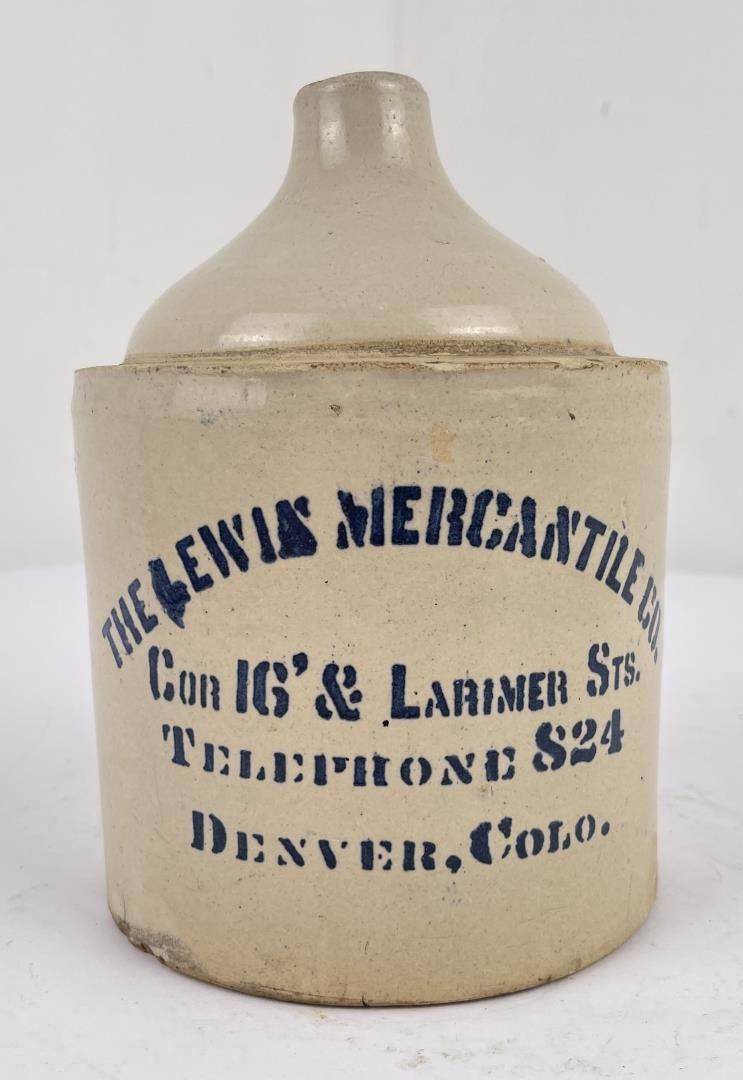 THE LEWIS MERCANTILE CO.
COR 16' & LARIMER STS.
TELEPHONE 824
DENVER, COLO.